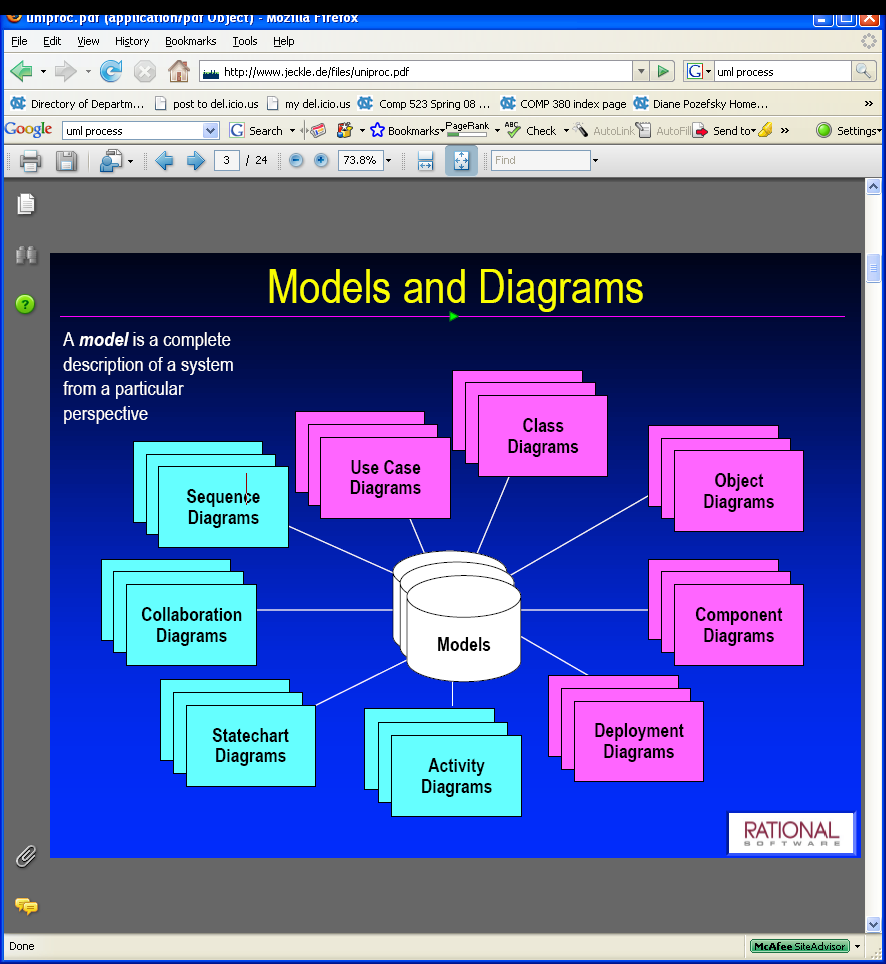 uniproc.pdf (application/pdf Object) - Mozilla Firefox
File Edit View History Bookmarks Tools Help
http://www.jeckle.de/files/uniproc.pdf
G
uml process
Directory of Departm...
post to del.icio.us
my del.icio.us
Comp 523 Spring 08 ...
COMP 380 index page
Diane Pozefsky Home...
»
Google
uml process
G Search
Bookmarks
PageRank
ABC
Check
AutoLink
AutoFill
Send to
»
Settings
3 / 24
73.8%
Find
?
Models and Diagrams
A model is a complete
description of a system
from a particular
perspective
Use Case
Diagrams
Class
Diagrams
Object
Diagrams
Sequence
Diagrams
Collaboration
Diagrams
Models
Component
Diagrams
Statechart
Diagrams
Activity
Diagrams
Deployment
Diagrams
RATIONAL
SOFTWARE
Done
McAfee SiteAdvisor